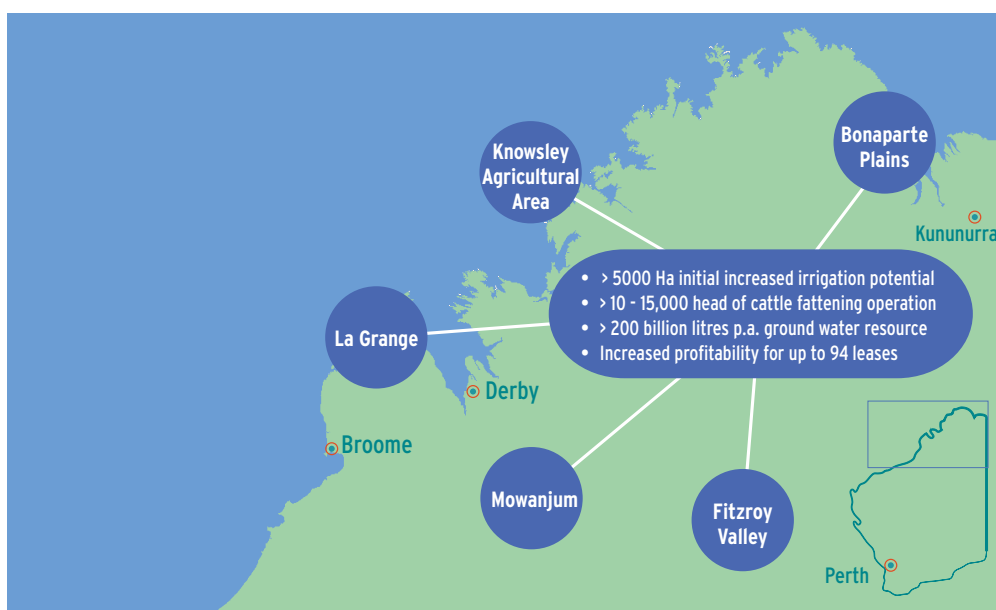 Knowsley
Agricultural
Area
Bonaparte
Plains
Kununurra
• > 5000 Ha initial increased irrigation potential
• > 10 - 15,000 head of cattle fattening operation
• > 200 billion litres p.a. ground water resource
• Increased profitability for up to 94 leases
La Grange
Derby
Broome
Mowanjum
Fitzroy
Valley
Perth